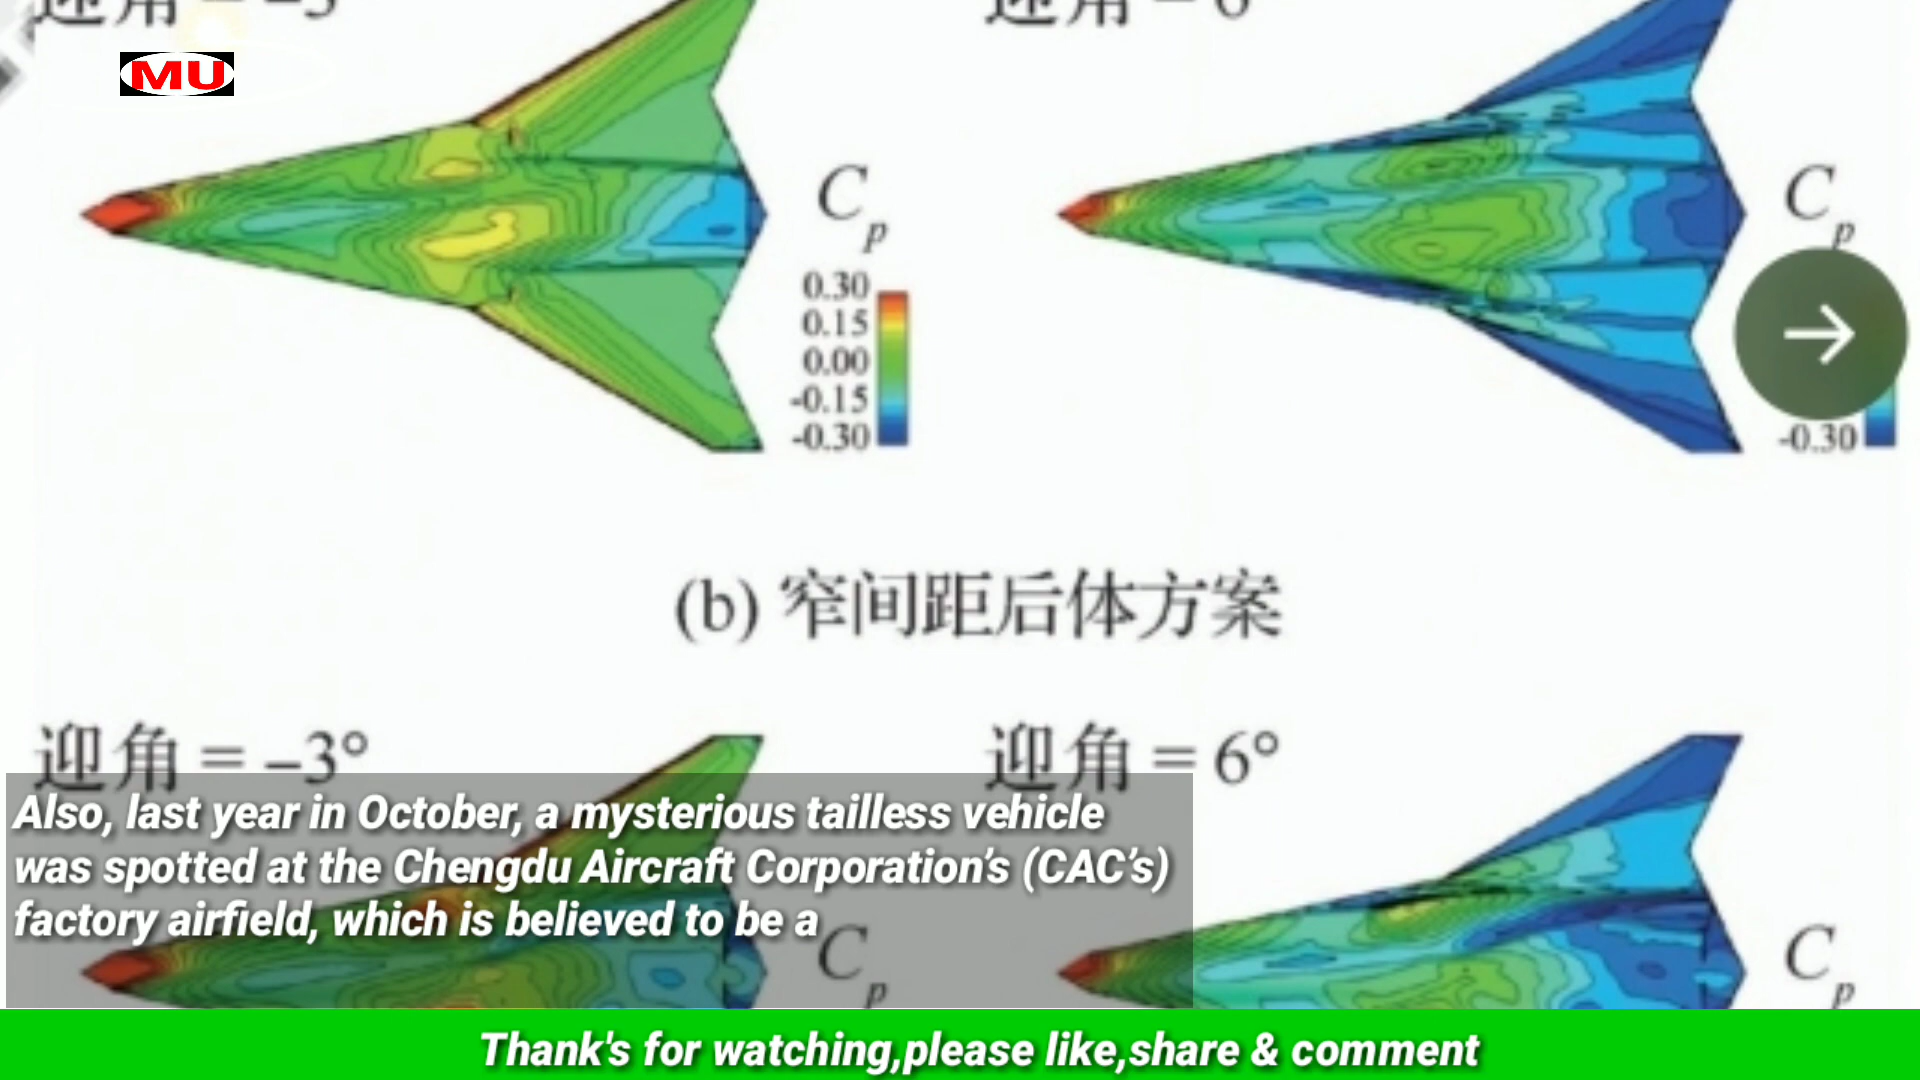 MU
C
p
0.30
0.15
0.00
-0.15
-0.30
C
p
-0.30
(b) 窄间距后体方案
迎角 = –3°
迎角 = 6°
Also, last year in October, a mysterious tailless vehicle
was spotted at the Chengdu Aircraft Corporation’s (CAC’s)
factory airfield, which is believed to be a
C
p
C
p
Thank's for watching,please like,share & comment